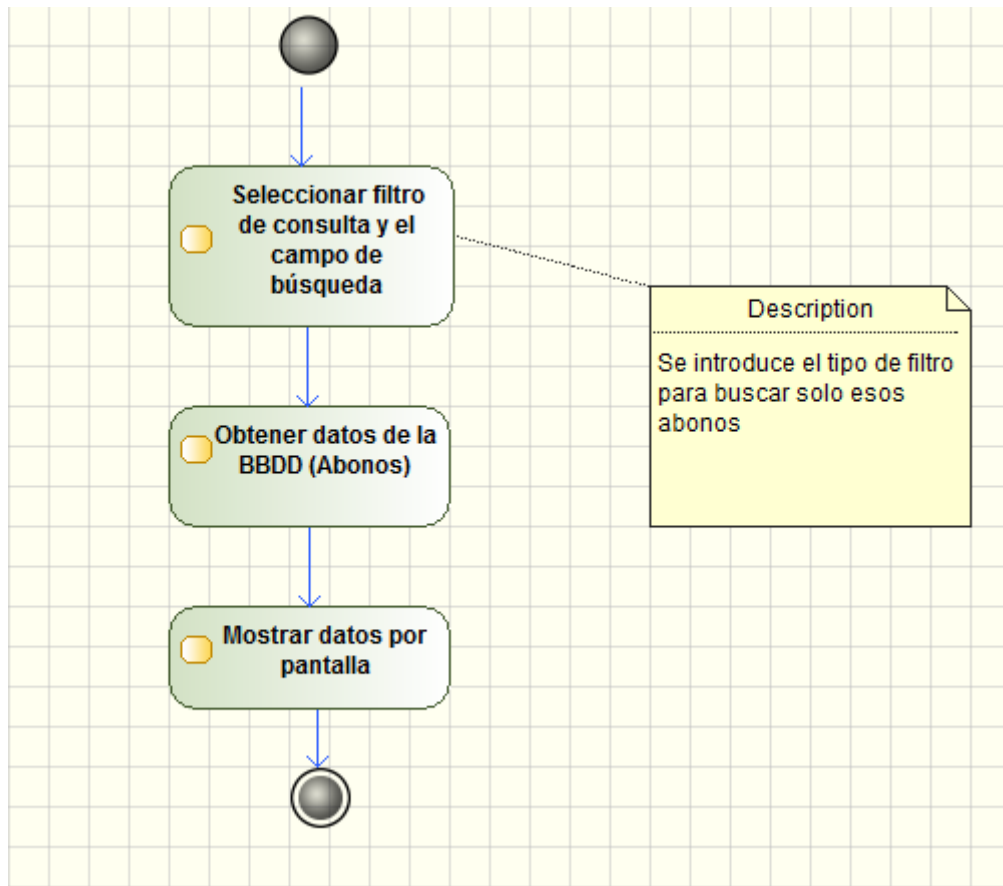 Seleccionar filtro
de consulta y el
campo de
búsqueda
Description
Se introduce el tipo de filtro
para buscar solo esos
abonos
Obtener datos de la
BBDD (Abonos)
Mostrar datos por
pantalla